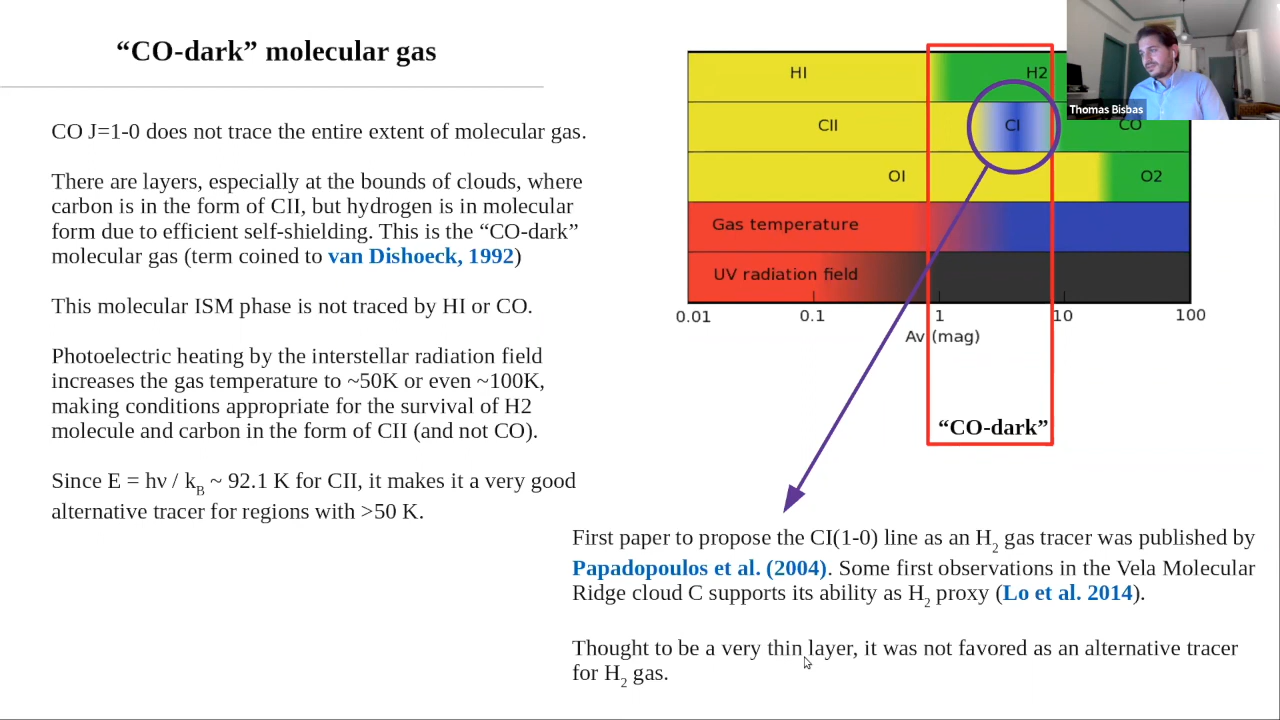 “CO-dark” molecular gas
CO J=1-0 does not trace the entire extent of molecular gas.
There are layers, especially at the bounds of clouds, where
carbon is in the form of CII, but hydrogen is in molecular
form due to efficient self-shielding. This is the “CO-dark”
molecular gas (term coined to van Dishoeck, 1992)
This molecular ISM phase is not traced by HI or CO.
Photoelectric heating by the interstellar radiation field
increases the gas temperature to ~50K or even ~100K,
making conditions appropriate for the survival of H2
molecule and carbon in the form of CII (and not CO).
Since E = hν / kB ~ 92.1 K for CII, it makes it a very good
alternative tracer for regions with >50 K.
HI H2
CII CI CO
OI O2
Gas temperature
UV radiation field
0.01 0.1 1 10 100
Av (mag)
“CO-dark”
Thomas Bisbas
First paper to propose the CI(1-0) line as an H2 gas tracer was published by
Papadopoulos et al. (2004). Some first observations in the Vela Molecular
Ridge cloud C supports its ability as H2 proxy (Lo et al. 2014).
Thought to be a very thin layer, it was not favored as an alternative tracer
for H2 gas.